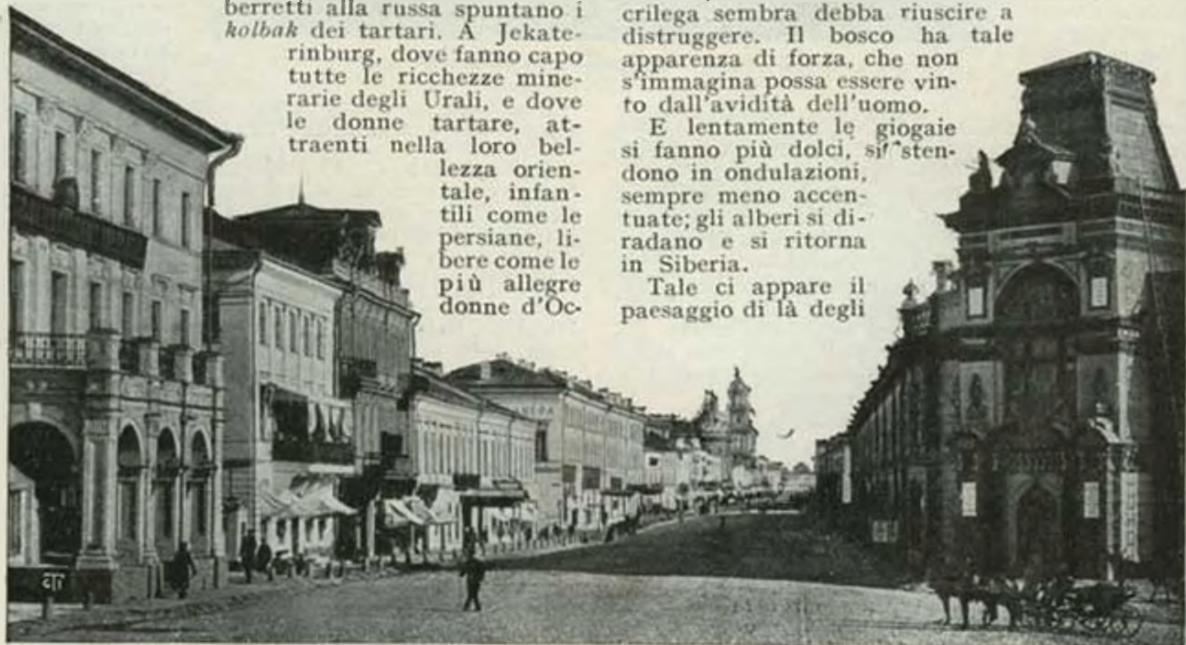 berretti alla russa spuntano i
kolbak dei tartari. A Jekate-
rinburg, dove fanno capo
tutte le ricchezze mine-
rarie degli Urali, e dove
le donne tartare, at-
traenti nella loro bel-
lezza orien-
tale, infan-
tili come le
persiane, li-
bere come le
più allegre
donne d'Oc-
crilega sembra debba riuscire a
distruggere. Il bosco ha tale
apparenza di forza, che non
s'immagina possa essere vin-
to dall'avidità dell'uomo.
E lentamente le giogaie
si fanno più dolci, si sten-
dono in ondulazioni,
sempre meno accen-
tuate; gli alberi si di-
radano e si ritorna
in Siberia.
Tale ci appare il
paesaggio di là degli